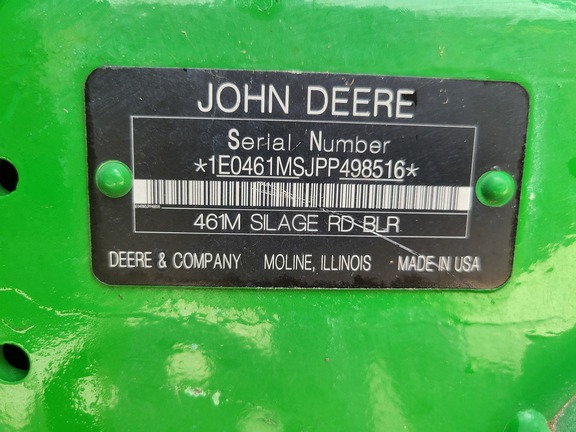 JOHN DEERE
Serial Number
*1E0461MSJPP498516*
461M SILAGE RD BLR
DEERE & COMPANY MOLINE, ILLINOIS MADE IN USA